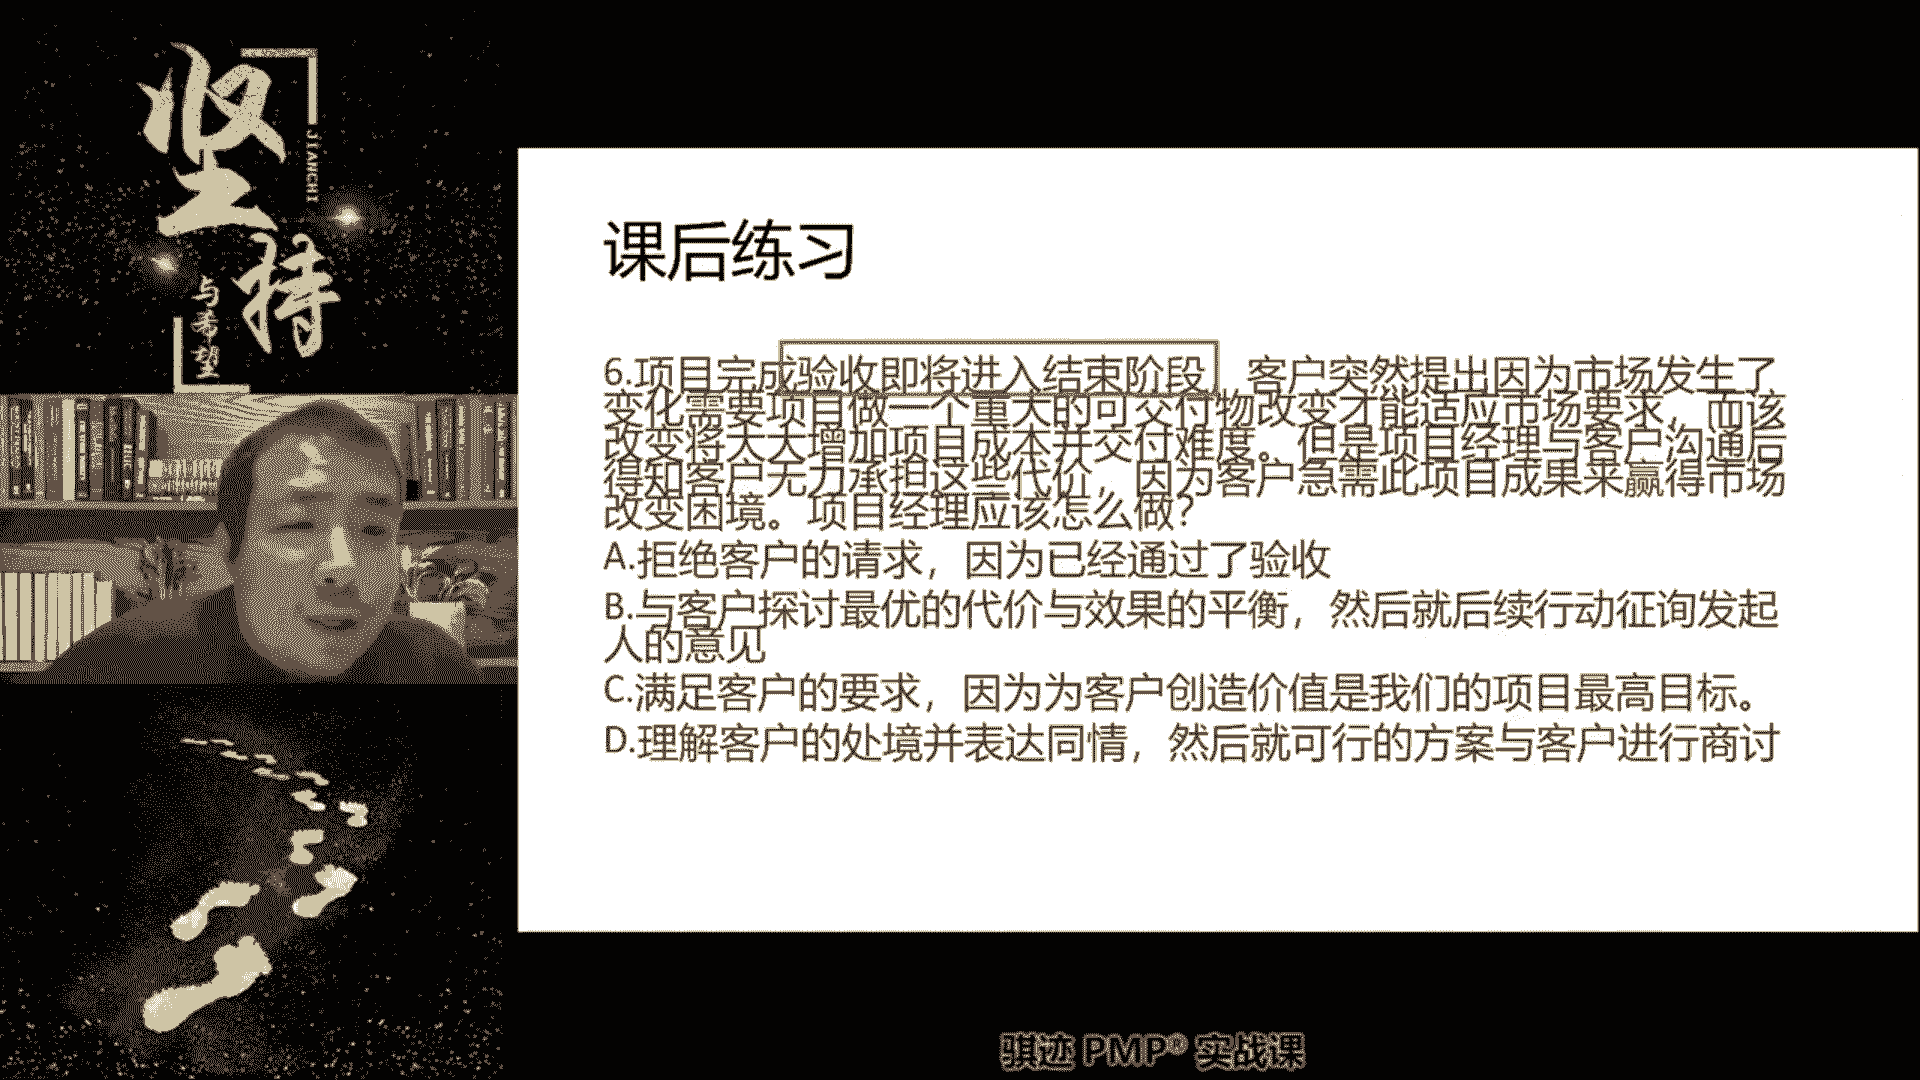 坚持
JIANCHI
与希望
课后练习
6.项目完成验收即将进入结束阶段，客户突然提出因为市场发生了
变化需要项目做一个重大的可交付物改变才能适应市场要求，而该
改变将大大增加项目成本并交付难度。但是项目经理与客户沟通后
得知客户无力承担这些代价，因为客户急需此项目成果来赢得市场
改变困境。项目经理应该怎么做？
A.拒绝客户的请求，因为已经通过了验收
B.与客户探讨最优的代价与效果的平衡，然后就后续行动征询发起
人的意见
C.满足客户的要求，因为为客户创造价值是我们的项目最高目标。
D.理解客户的处境并表达同情，然后就可行的方案与客户进行商讨
骐迹 PMP® 实战课